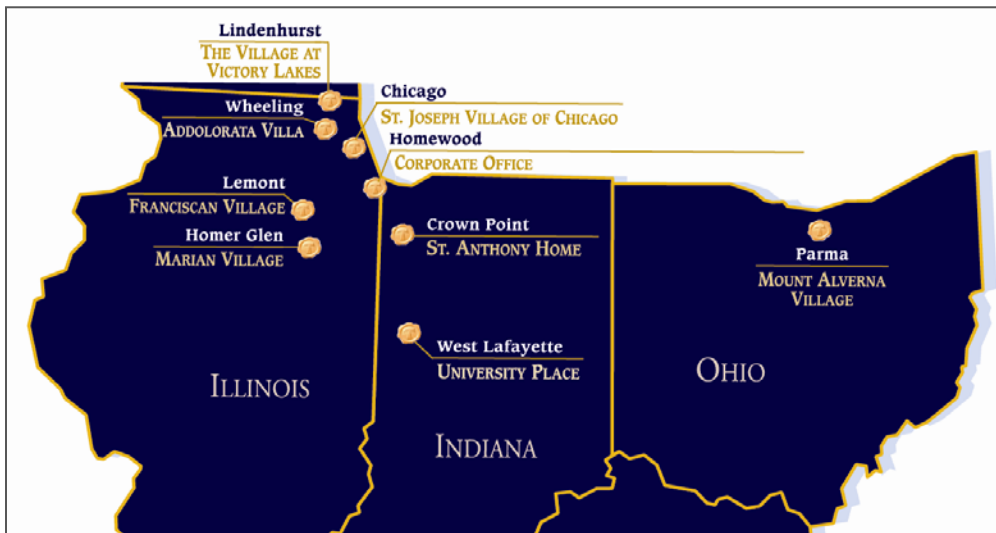 Lindenhurst
THE VILLAGE AT
VICTORY LAKES
Chicago
ST. JOSEPH VILLAGE OF CHICAGO
Wheeling
ADDOLORATA VILLA
Homewood
CORPORATE OFFICE
Lemont
FRANCISCAN VILLAGE
Homer Glen
MARIAN VILLAGE
Crown Point
ST. ANTHONY HOME
Parma
MOUNT ALVERNA
VILLAGE
West Lafayette
UNIVERSITY PLACE
ILLINOIS
INDIANA
OHIO